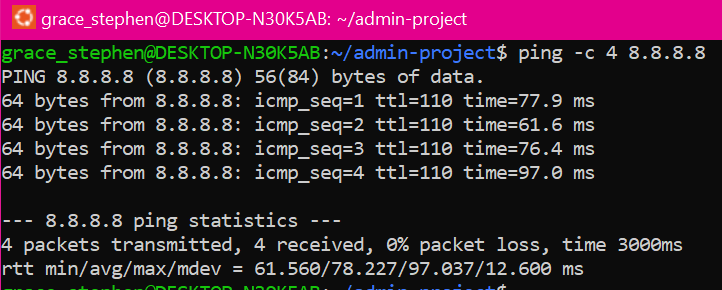 grace_stephen@DESKTOP-N30K5AB: ~/admin-project
grace_stephen@DESKTOP-N30K5AB:~/admin-project$ ping -c 4 8.8.8.8
PING 8.8.8.8 (8.8.8.8) 56(84) bytes of data.
64 bytes from 8.8.8.8: icmp_seq=1 ttl=110 time=77.9 ms
64 bytes from 8.8.8.8: icmp_seq=2 ttl=110 time=61.6 ms
64 bytes from 8.8.8.8: icmp_seq=3 ttl=110 time=76.4 ms
64 bytes from 8.8.8.8: icmp_seq=4 ttl=110 time=97.0 ms
--- 8.8.8.8 ping statistics ---
4 packets transmitted, 4 received, 0% packet loss, time 3000ms
rtt min/avg/max/mdev = 61.560/78.227/97.037/12.600 ms
grace_stephen@DESKTOP-N30K5AB:~/admin-project$